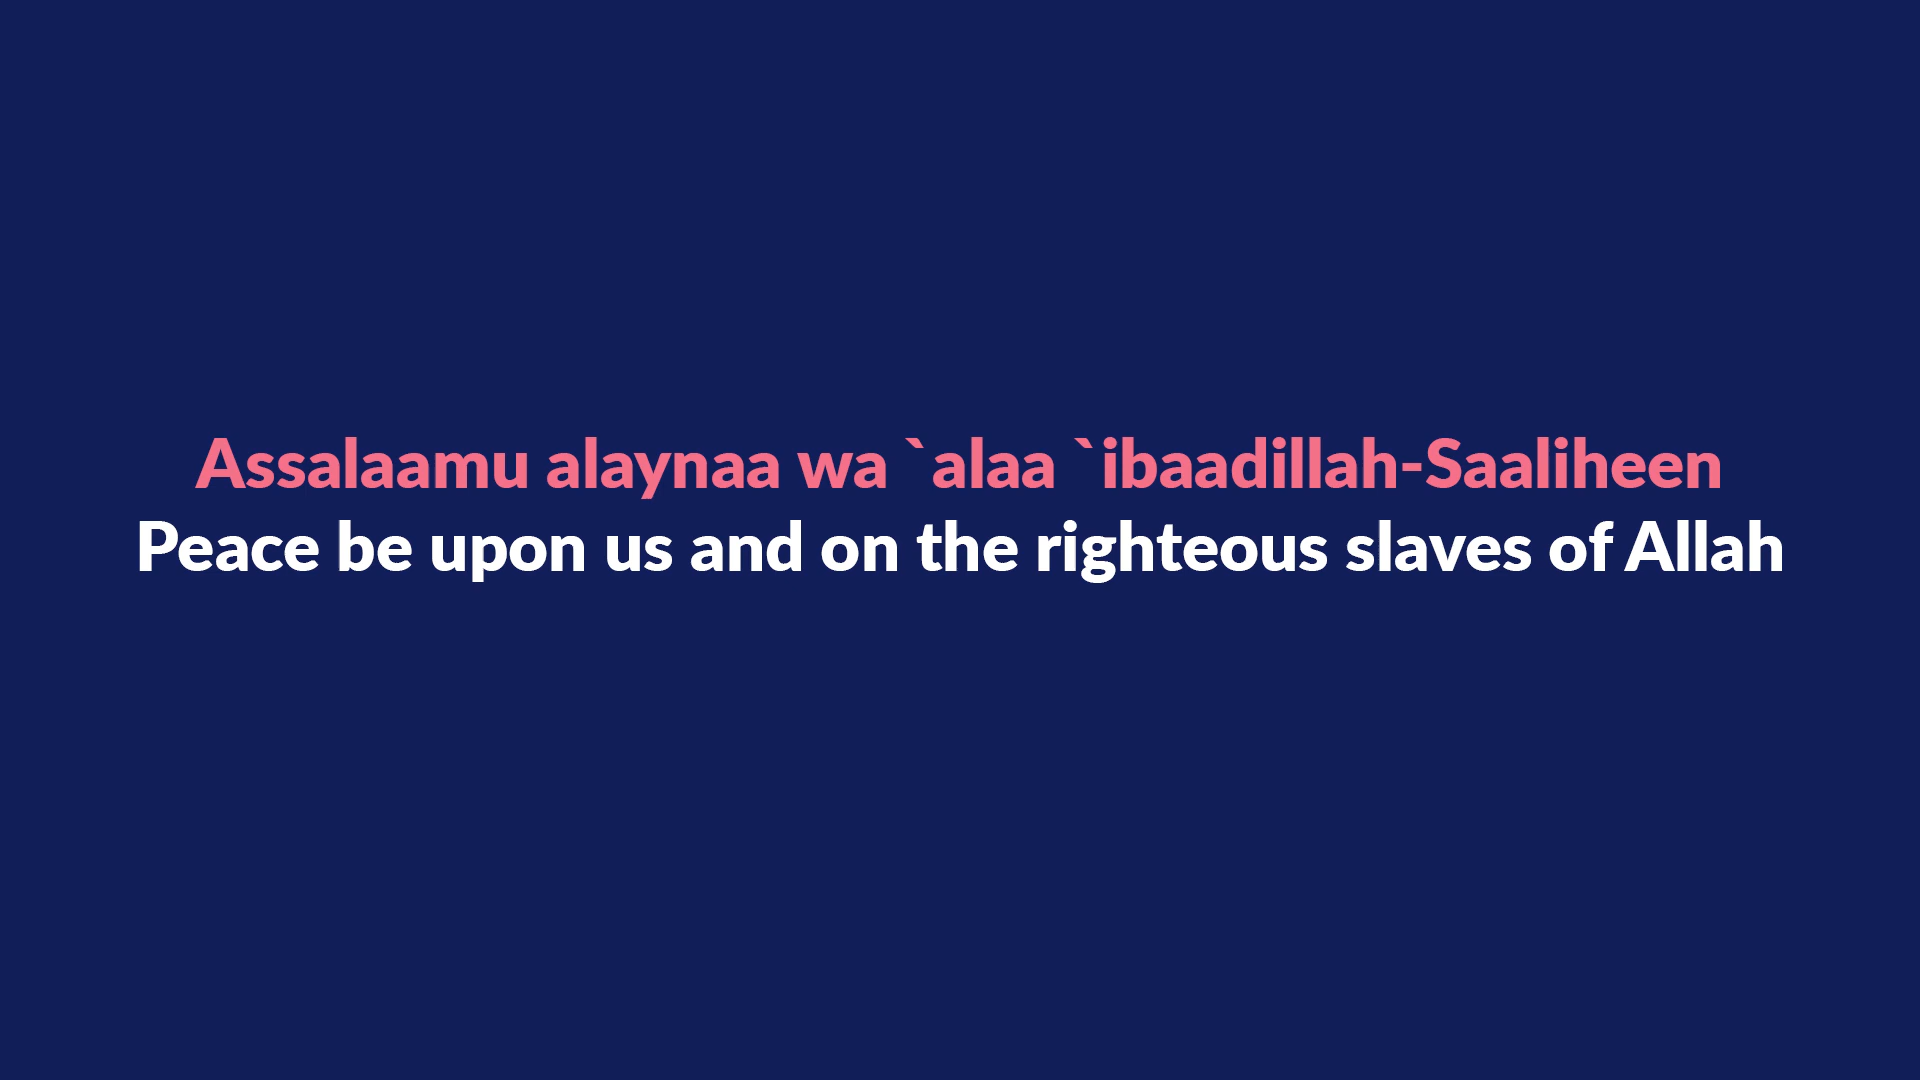 Assalaamu alaynaa wa `alaa `ibaadillah-Saaliheen
Peace be upon us and on the righteous slaves of Allah